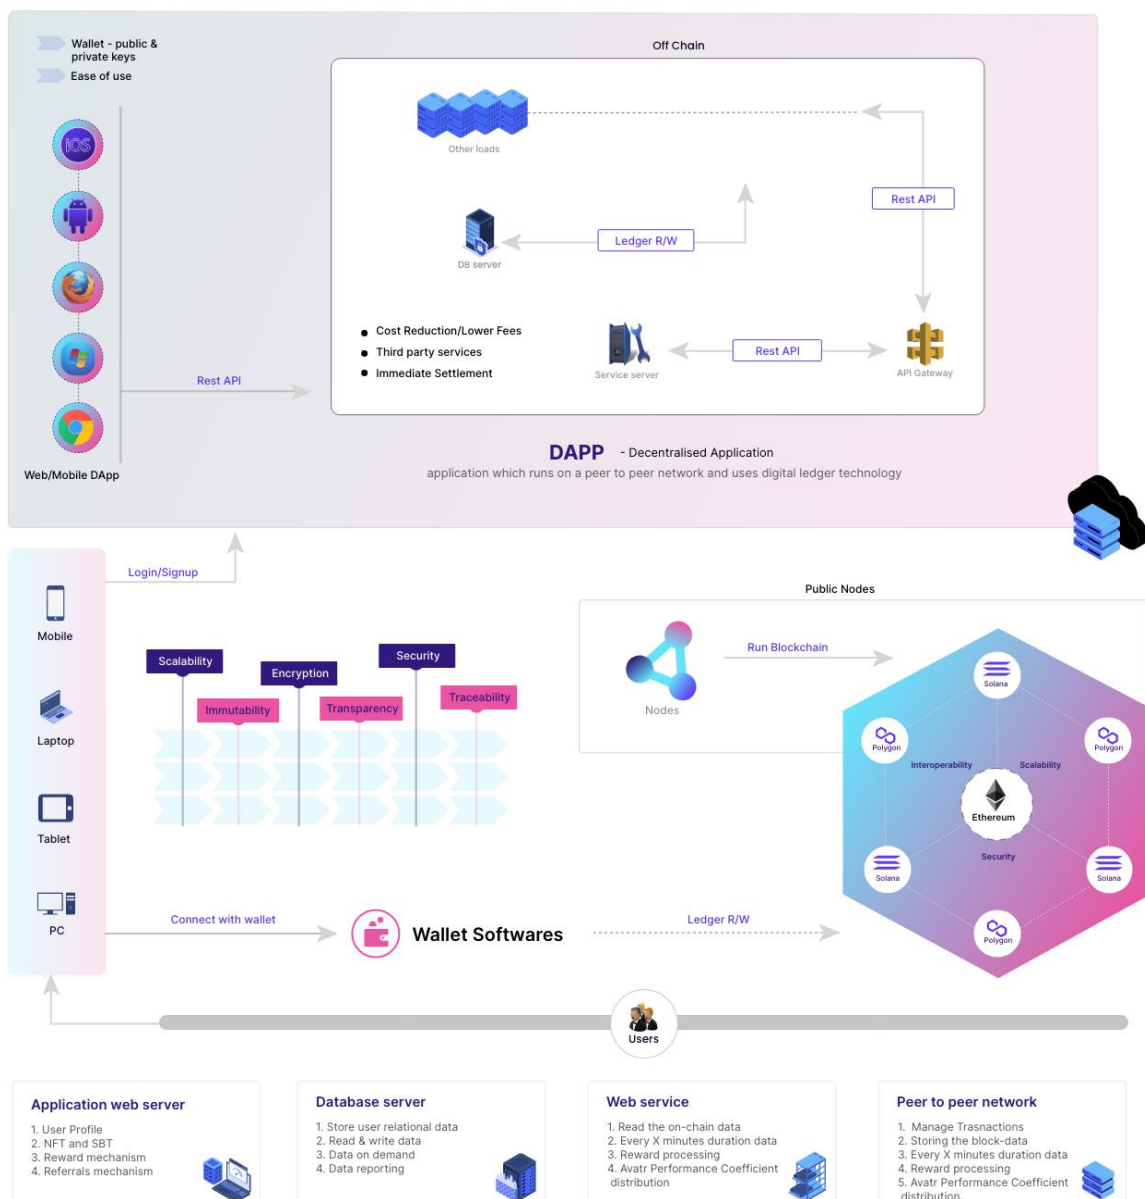 Wallet - public &
private keys
Ease of use
iOS
Web/Mobile DApp
Rest API
Off Chain
Other loads
Rest API
Ledger R/W
DB server
● Cost Reduction/Lower Fees
● Third party services
● Immediate Settlement
Service server
Rest API
API Gateway
DAPP - Decentralised Application
application which runs on a peer to peer network and uses digital ledger technology
Login/Signup
Mobile
Laptop
Tablet
PC
Scalability
Immutability
Encryption
Transparency
Security
Traceability
Public Nodes
Nodes
Run Blockchain
Solana
Polygon
Polygon
Interoperability
Scalability
Ethereum
Security
Solana
Solana
Polygon
Connect with wallet
Wallet Softwares
Ledger R/W
Users
Application web server
1. User Profile
2. NFT and SBT
3. Reward mechanism
4. Referrals mechanism
Database server
1. Store user relational data
2. Read & write data
3. Data on demand
4. Data reporting
Web service
1. Read the on-chain data
2. Every X minutes duration data
3. Reward processing
4. Avatr Performance Coefficient
distribution
Peer to peer network
1. Manage Trasnactions
2. Storing the block-data
3. Every X minutes duration data
4. Reward processing
5. Avatr Performance Coefficient
distribution